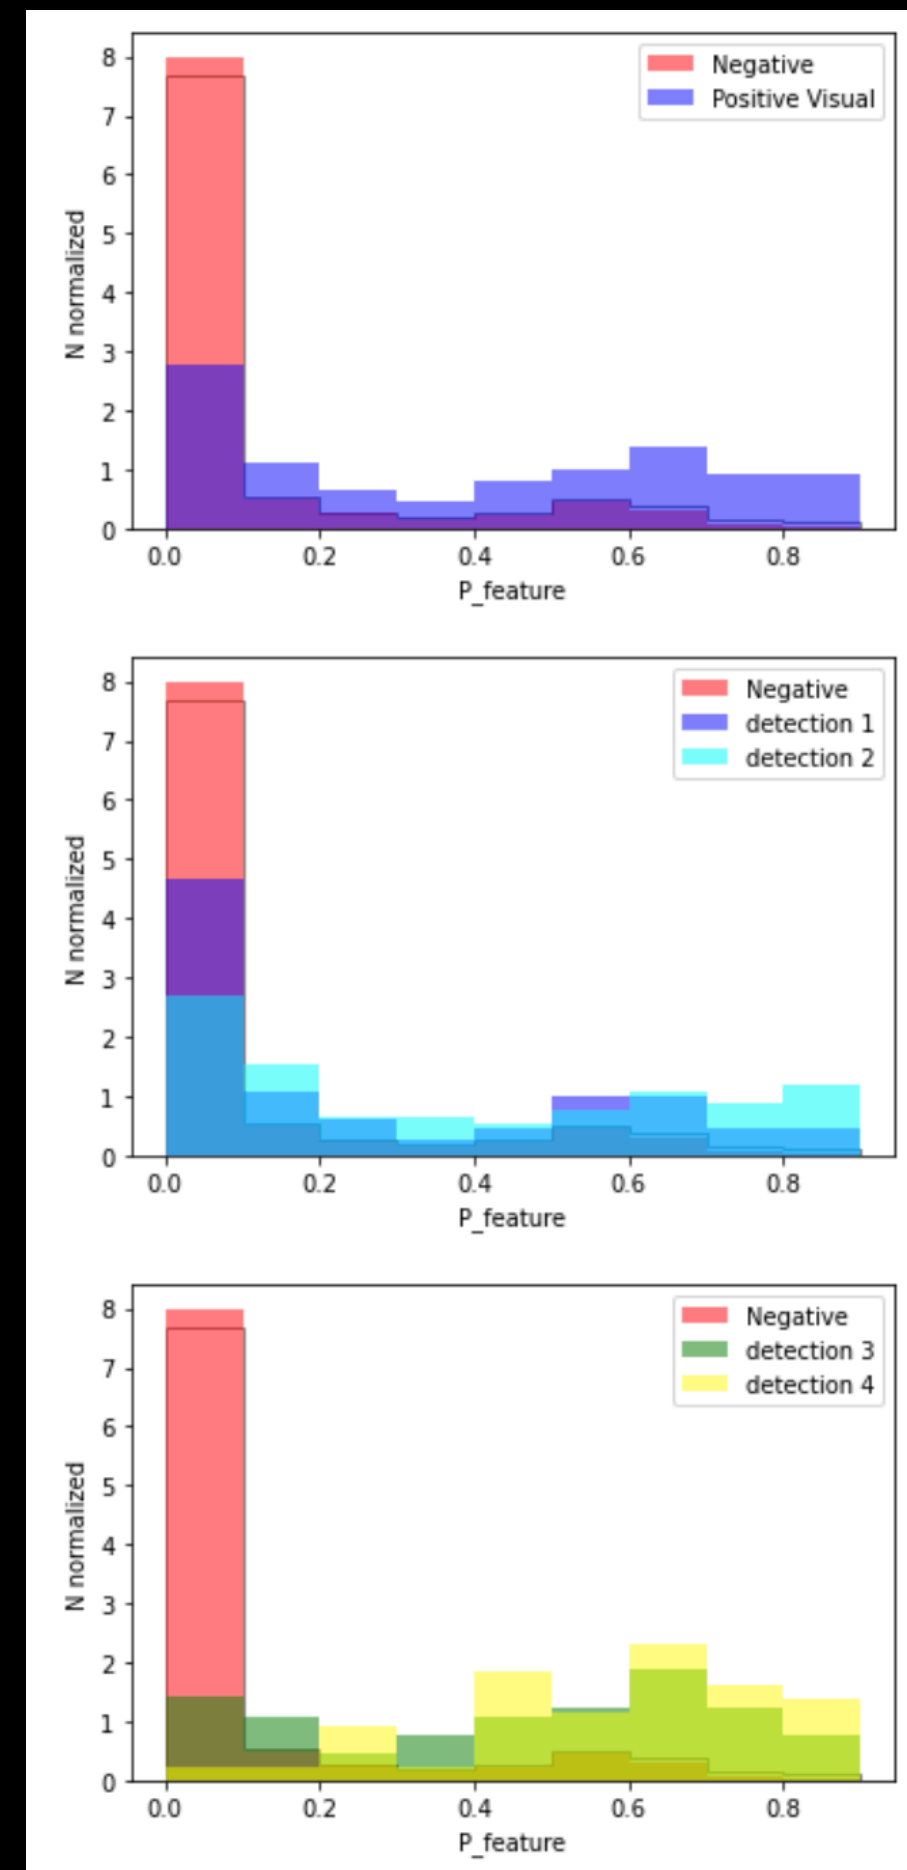 8
Negative
Positive Visual
7
6
5
N normalized
4
3
2
1
0
0.0 0.2 0.4 0.6 0.8
P_feature
8
Negative
detection 1
detection 2
7
6
5
N normalized
4
3
2
1
0
0.0 0.2 0.4 0.6 0.8
P_feature
8
Negative
detection 3
detection 4
7
6
5
N normalized
4
3
2
1
0
0.0 0.2 0.4 0.6 0.8
P_feature